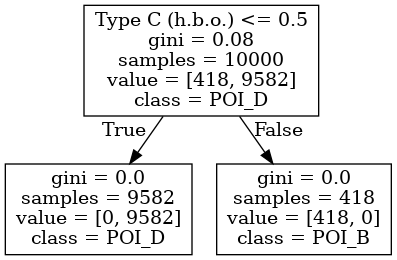 Type C (h.b.o.) <= 0.5
gini = 0.08
samples = 10000
value = [418, 9582]
class = POI_D
True
False
gini = 0.0
samples = 9582
value = [0, 9582]
class = POI_D
gini = 0.0
samples = 418
value = [418, 0]
class = POI_B